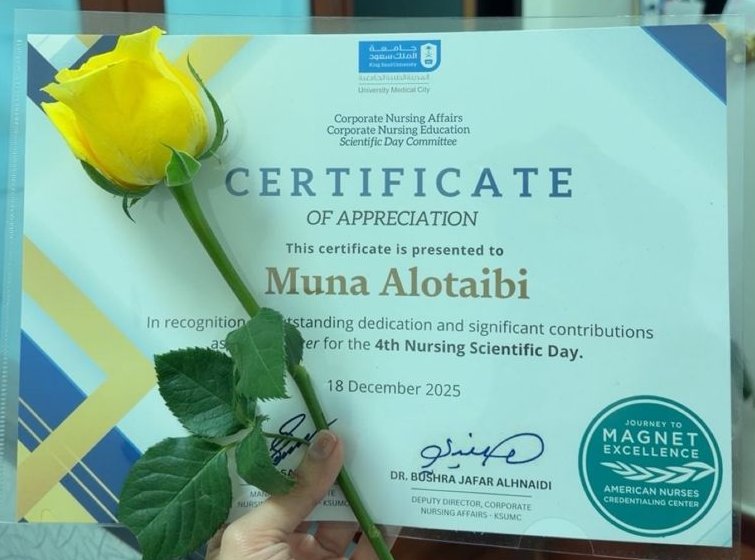 جامعة
الملك سعود
King Saud University
المدينة الطبية الجامعية
University Medical City
Corporate Nursing Affairs
Corporate Nursing Education
Scientific Day Committee
CERTIFICATE
OF APPRECIATION
This certificate is presented to
Muna Alotaibi
In recognition outstanding dedication and significant contributions
as for the 4th Nursing Scientific Day.
18 December 2025
DR. BUSHRA JAFAR ALHNAIDI
DEPUTY DIRECTOR, CORPORATE
NURSING AFFAIRS - KSUMC
NURSING KSUMC
JOURNEY TO
MAGNET
EXCELLENCE
AMERICAN NURSES
CREDENTIALING CENTER